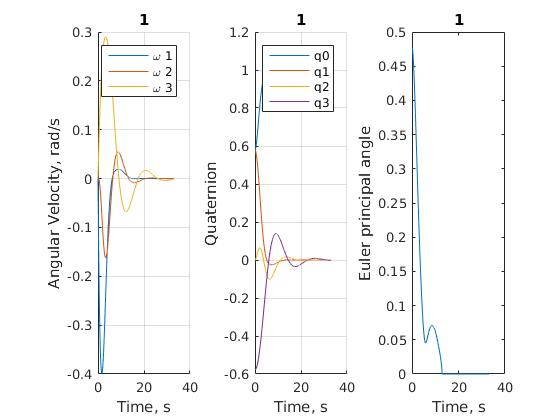 1
Angular Velocity, rad/s
0.3
0.2
0.1
0
-0.1
-0.2
-0.3
-0.4
ω 1
ω 2
ω 3
0 20 40
Time, s
1
Quaternion
1.2
1
0.8
0.6
0.4
0.2
0
-0.2
-0.4
-0.6
q0
q1
q2
q3
0 20 40
Time, s
1
Euler principal angle
0.5
0.45
0.4
0.35
0.3
0.25
0.2
0.15
0.1
0.05
0
0 20 40
Time, s